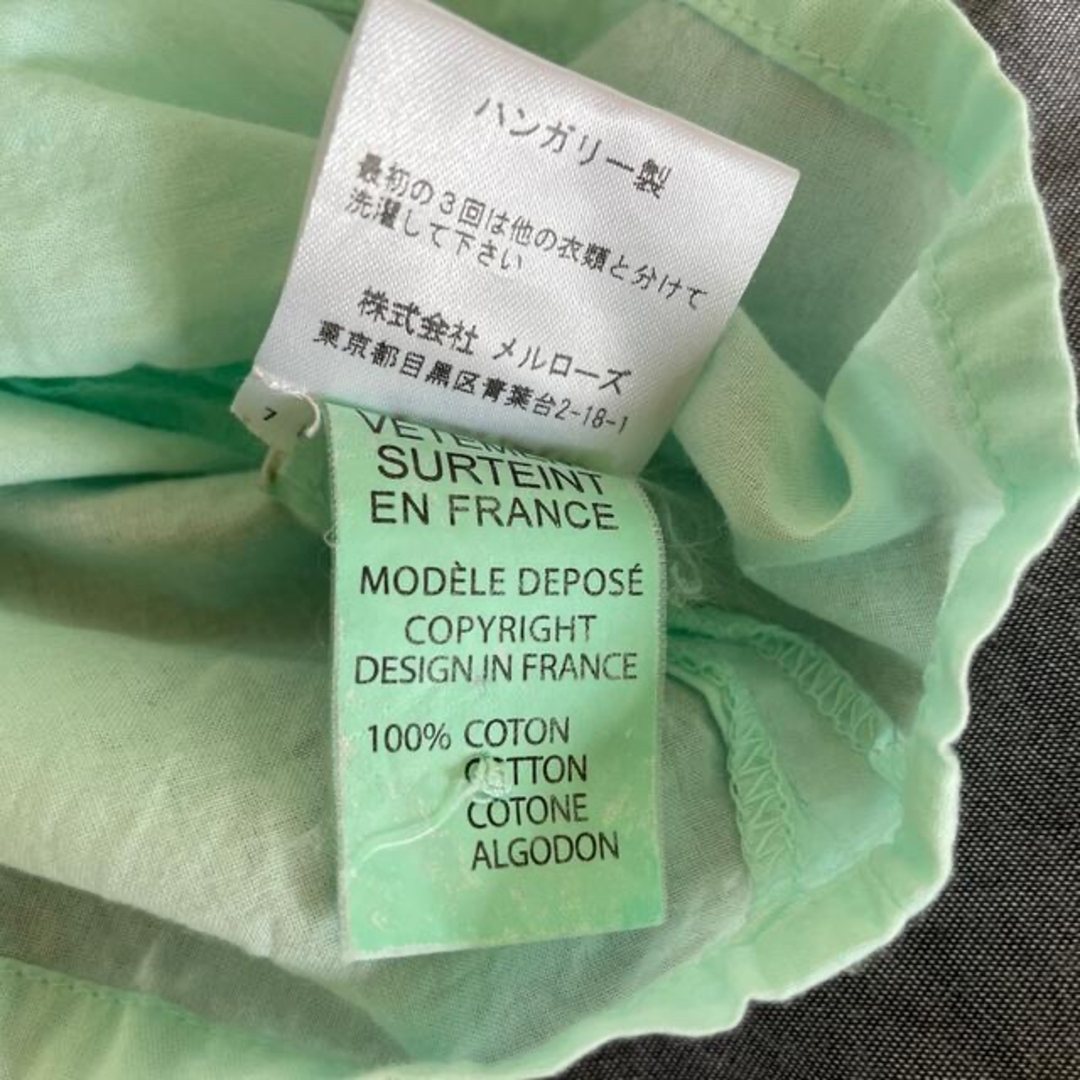 ハンガリー製
最初の3回は他の衣類と分けて
洗濯して下さい
株式会社 メルローズ
東京都目黒区青葉台2-18-1
7
SURTEINT
EN FRANCE
MODÈLE DEPOSÉ
COPYRIGHT
DESIGN IN FRANCE
100% COTON
COTTON
COTONE
ALGODON